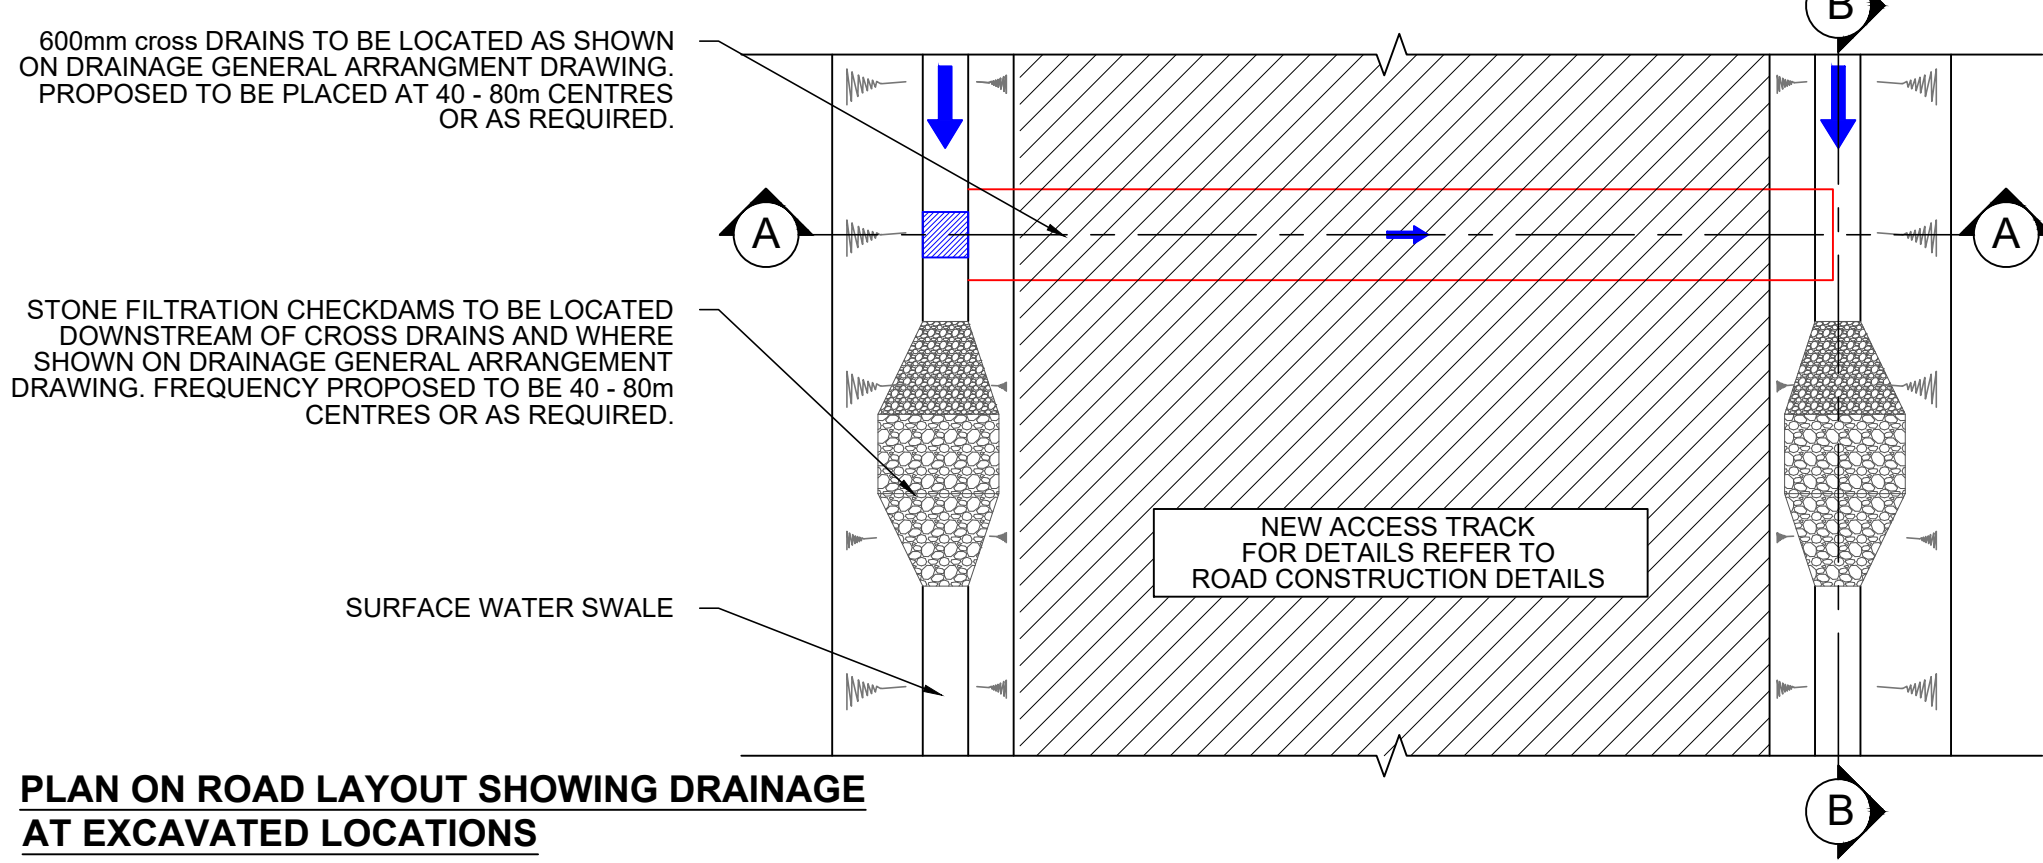 B
600mm cross DRAINS TO BE LOCATED AS SHOWN
ON DRAINAGE GENERAL ARRANGMENT DRAWING.
PROPOSED TO BE PLACED AT 40 - 80m CENTRES
OR AS REQUIRED.
A
A
STONE FILTRATION CHECKDAMS TO BE LOCATED
DOWNSTREAM OF CROSS DRAINS AND WHERE
SHOWN ON DRAINAGE GENERAL ARRANGEMENT
DRAWING. FREQUENCY PROPOSED TO BE 40 - 80m
CENTRES OR AS REQUIRED.
NEW ACCESS TRACK
FOR DETAILS REFER TO
ROAD CONSTRUCTION DETAILS
SURFACE WATER SWALE
PLAN ON ROAD LAYOUT SHOWING DRAINAGE
AT EXCAVATED LOCATIONS
B